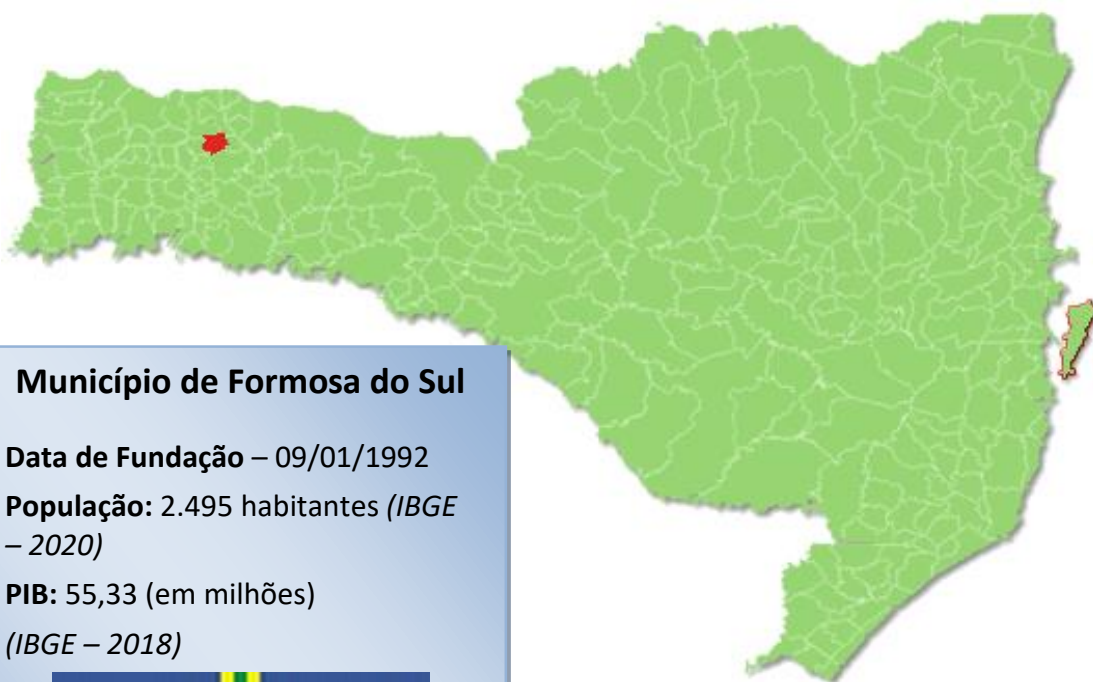 Município de Formosa do Sul
Data de Fundação – 09/01/1992
População: 2.495 habitantes (IBGE
– 2020)
PIB: 55,33 (em milhões)
(IBGE – 2018)